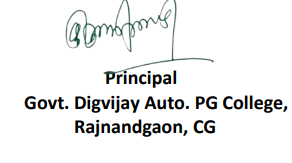 Principal
Govt. Digvijay Auto. PG College,
Rajnandgaon, CG